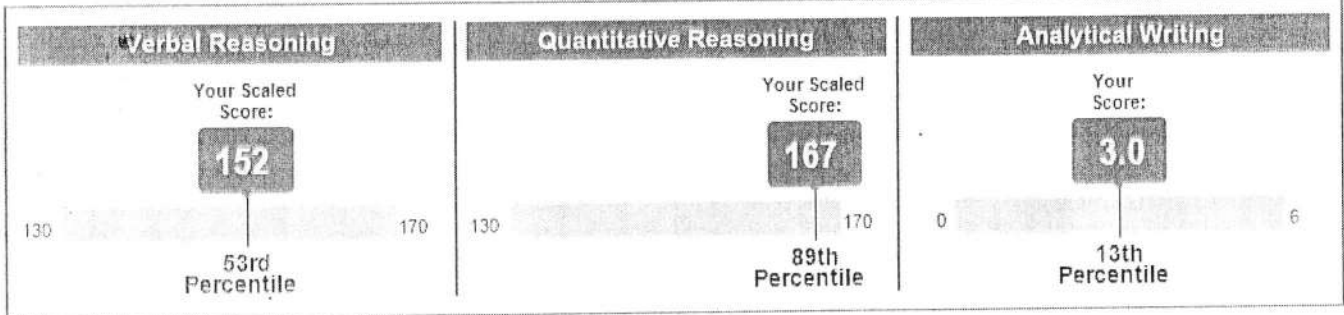 Verbal Reasoning
Your Scaled
Score:
152
130
170
53rd
Percentile
Quantitative Reasoning
Your Scaled
Score:
167
130
170
89th
Percentile
Analytical Writing
Your
Score:
3.0
0
6
13th
Percentile